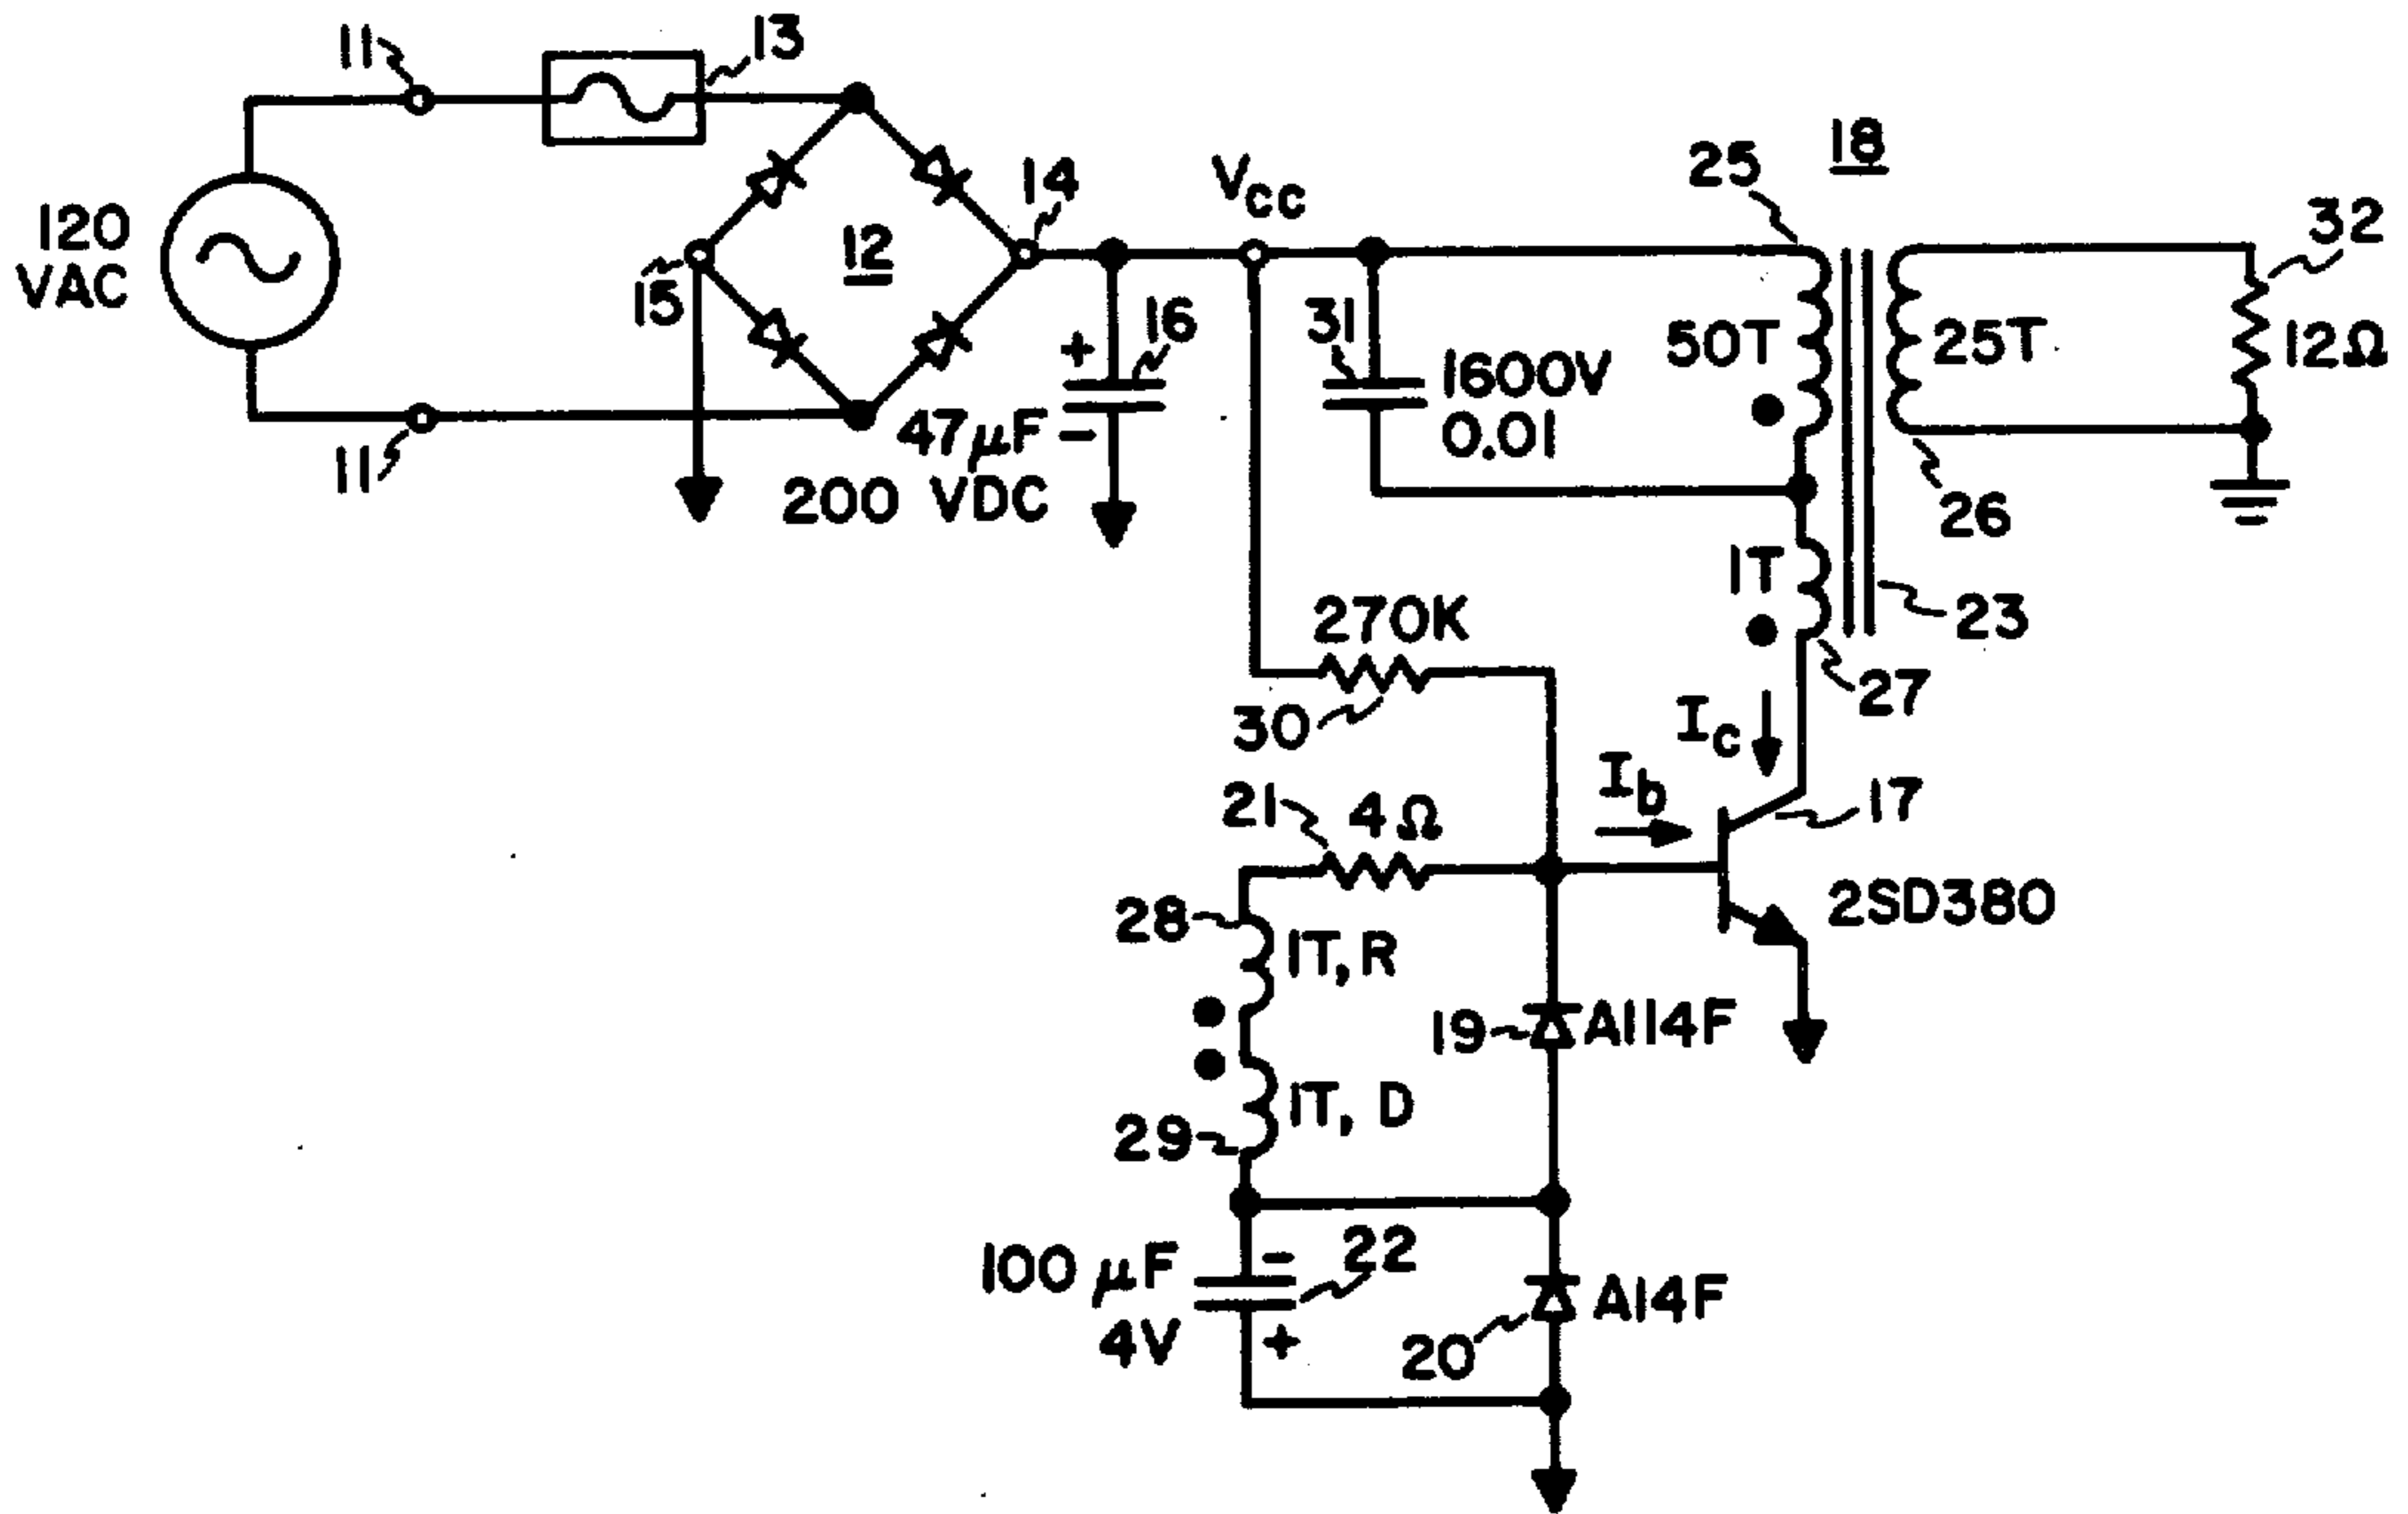 11
13
120
VAC
12
14
15
11
VCC
16
+
47μF
-
200 VDC
31
1600V
0.01
25
18
50T
25T
32
12Ω
26
1T
23
27
270K
30
Ic
Ib
21
4Ω
17
2SD380
28
1T, R
19
A114F
29
1T, D
100 μF
4V
-
22
+
20
A14F